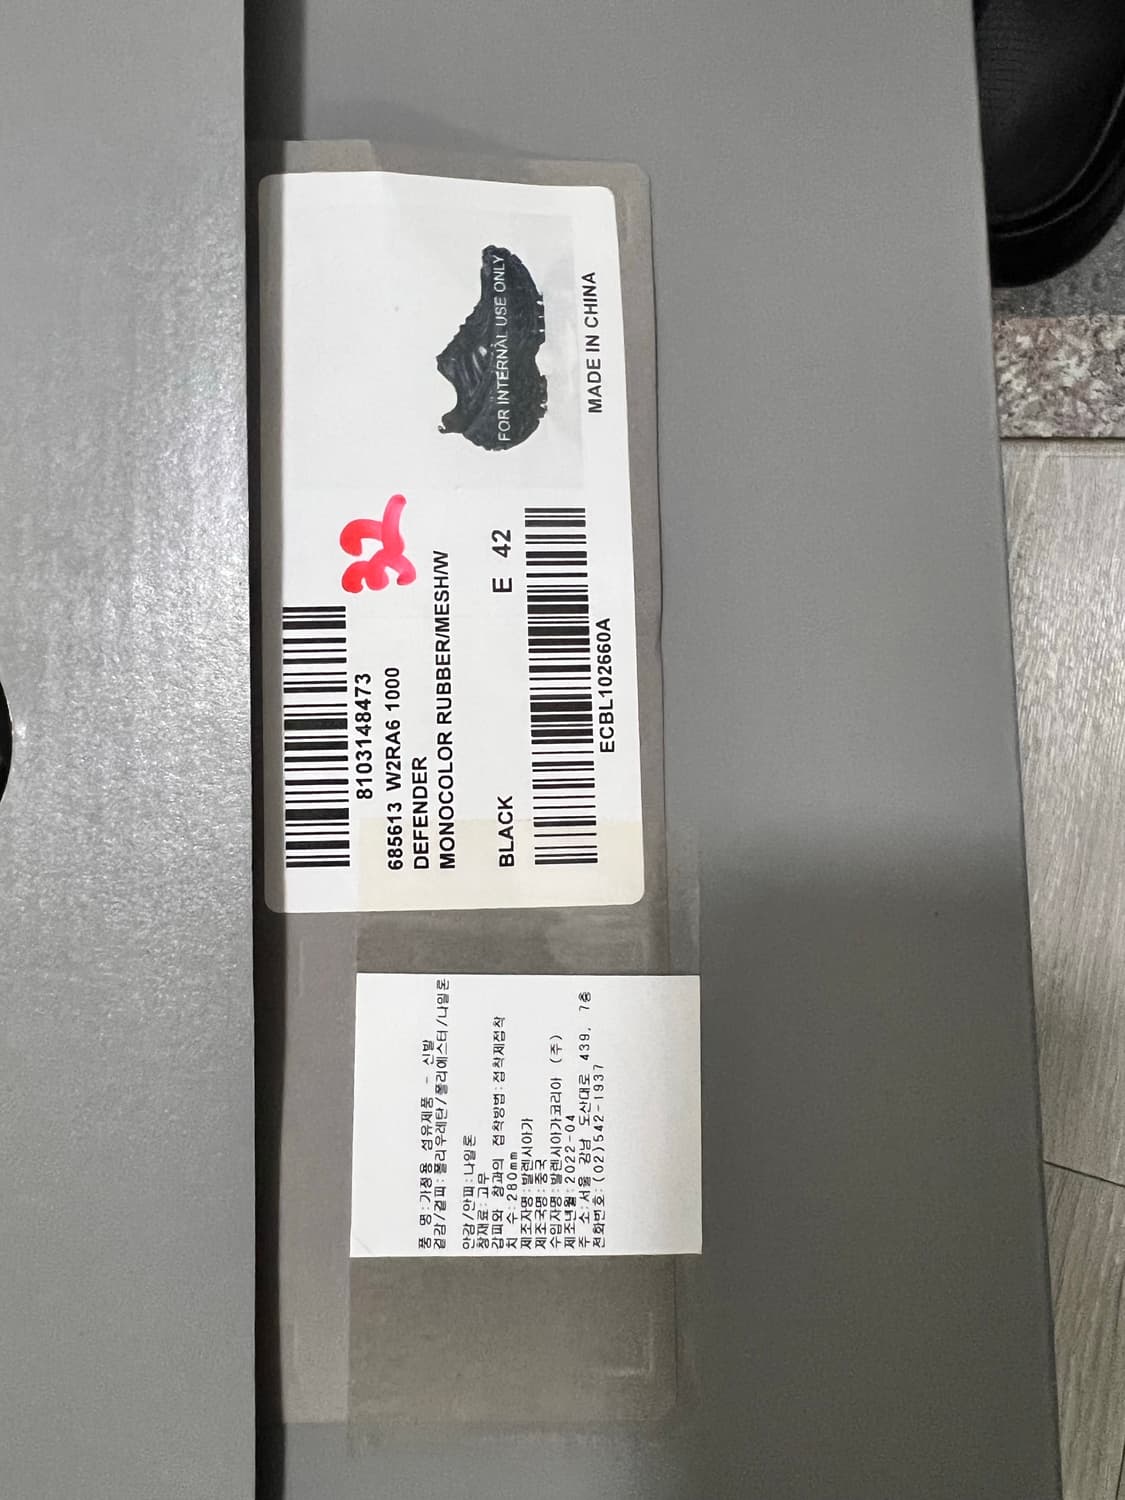 8103148473
32
685613 W2RA6 1000
DEFENDER
MONOCOLOR RUBBER/MESH/W
BLACK E 42
ECBL102660A
FOR INTERNAL USE ONLY
MADE IN CHINA
품 명:가정용 섬유제품 - 신발
겉감/겉피:폴리우레탄/폴리에스터/나일론
안감/안피:나일론
창재료:고무
갑피와 창과의 접착방법:접착제접착
치 수:280mm
제조자명:발렌시아가
제조국명:중국
수입자명:발렌시아가코리아 (주)
제조년월:2022-04
주 소:서울 강남 도산대로 439, 7층
전화번호:(02)542-1937